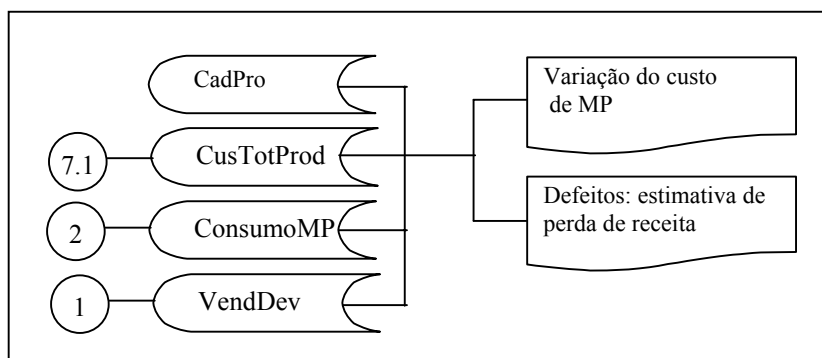 CadPro
Variação do custo
de MP
7.1
CusTotProd
Defeitos: estimativa de
perda de receita
2
ConsumoMP
1
VendDev